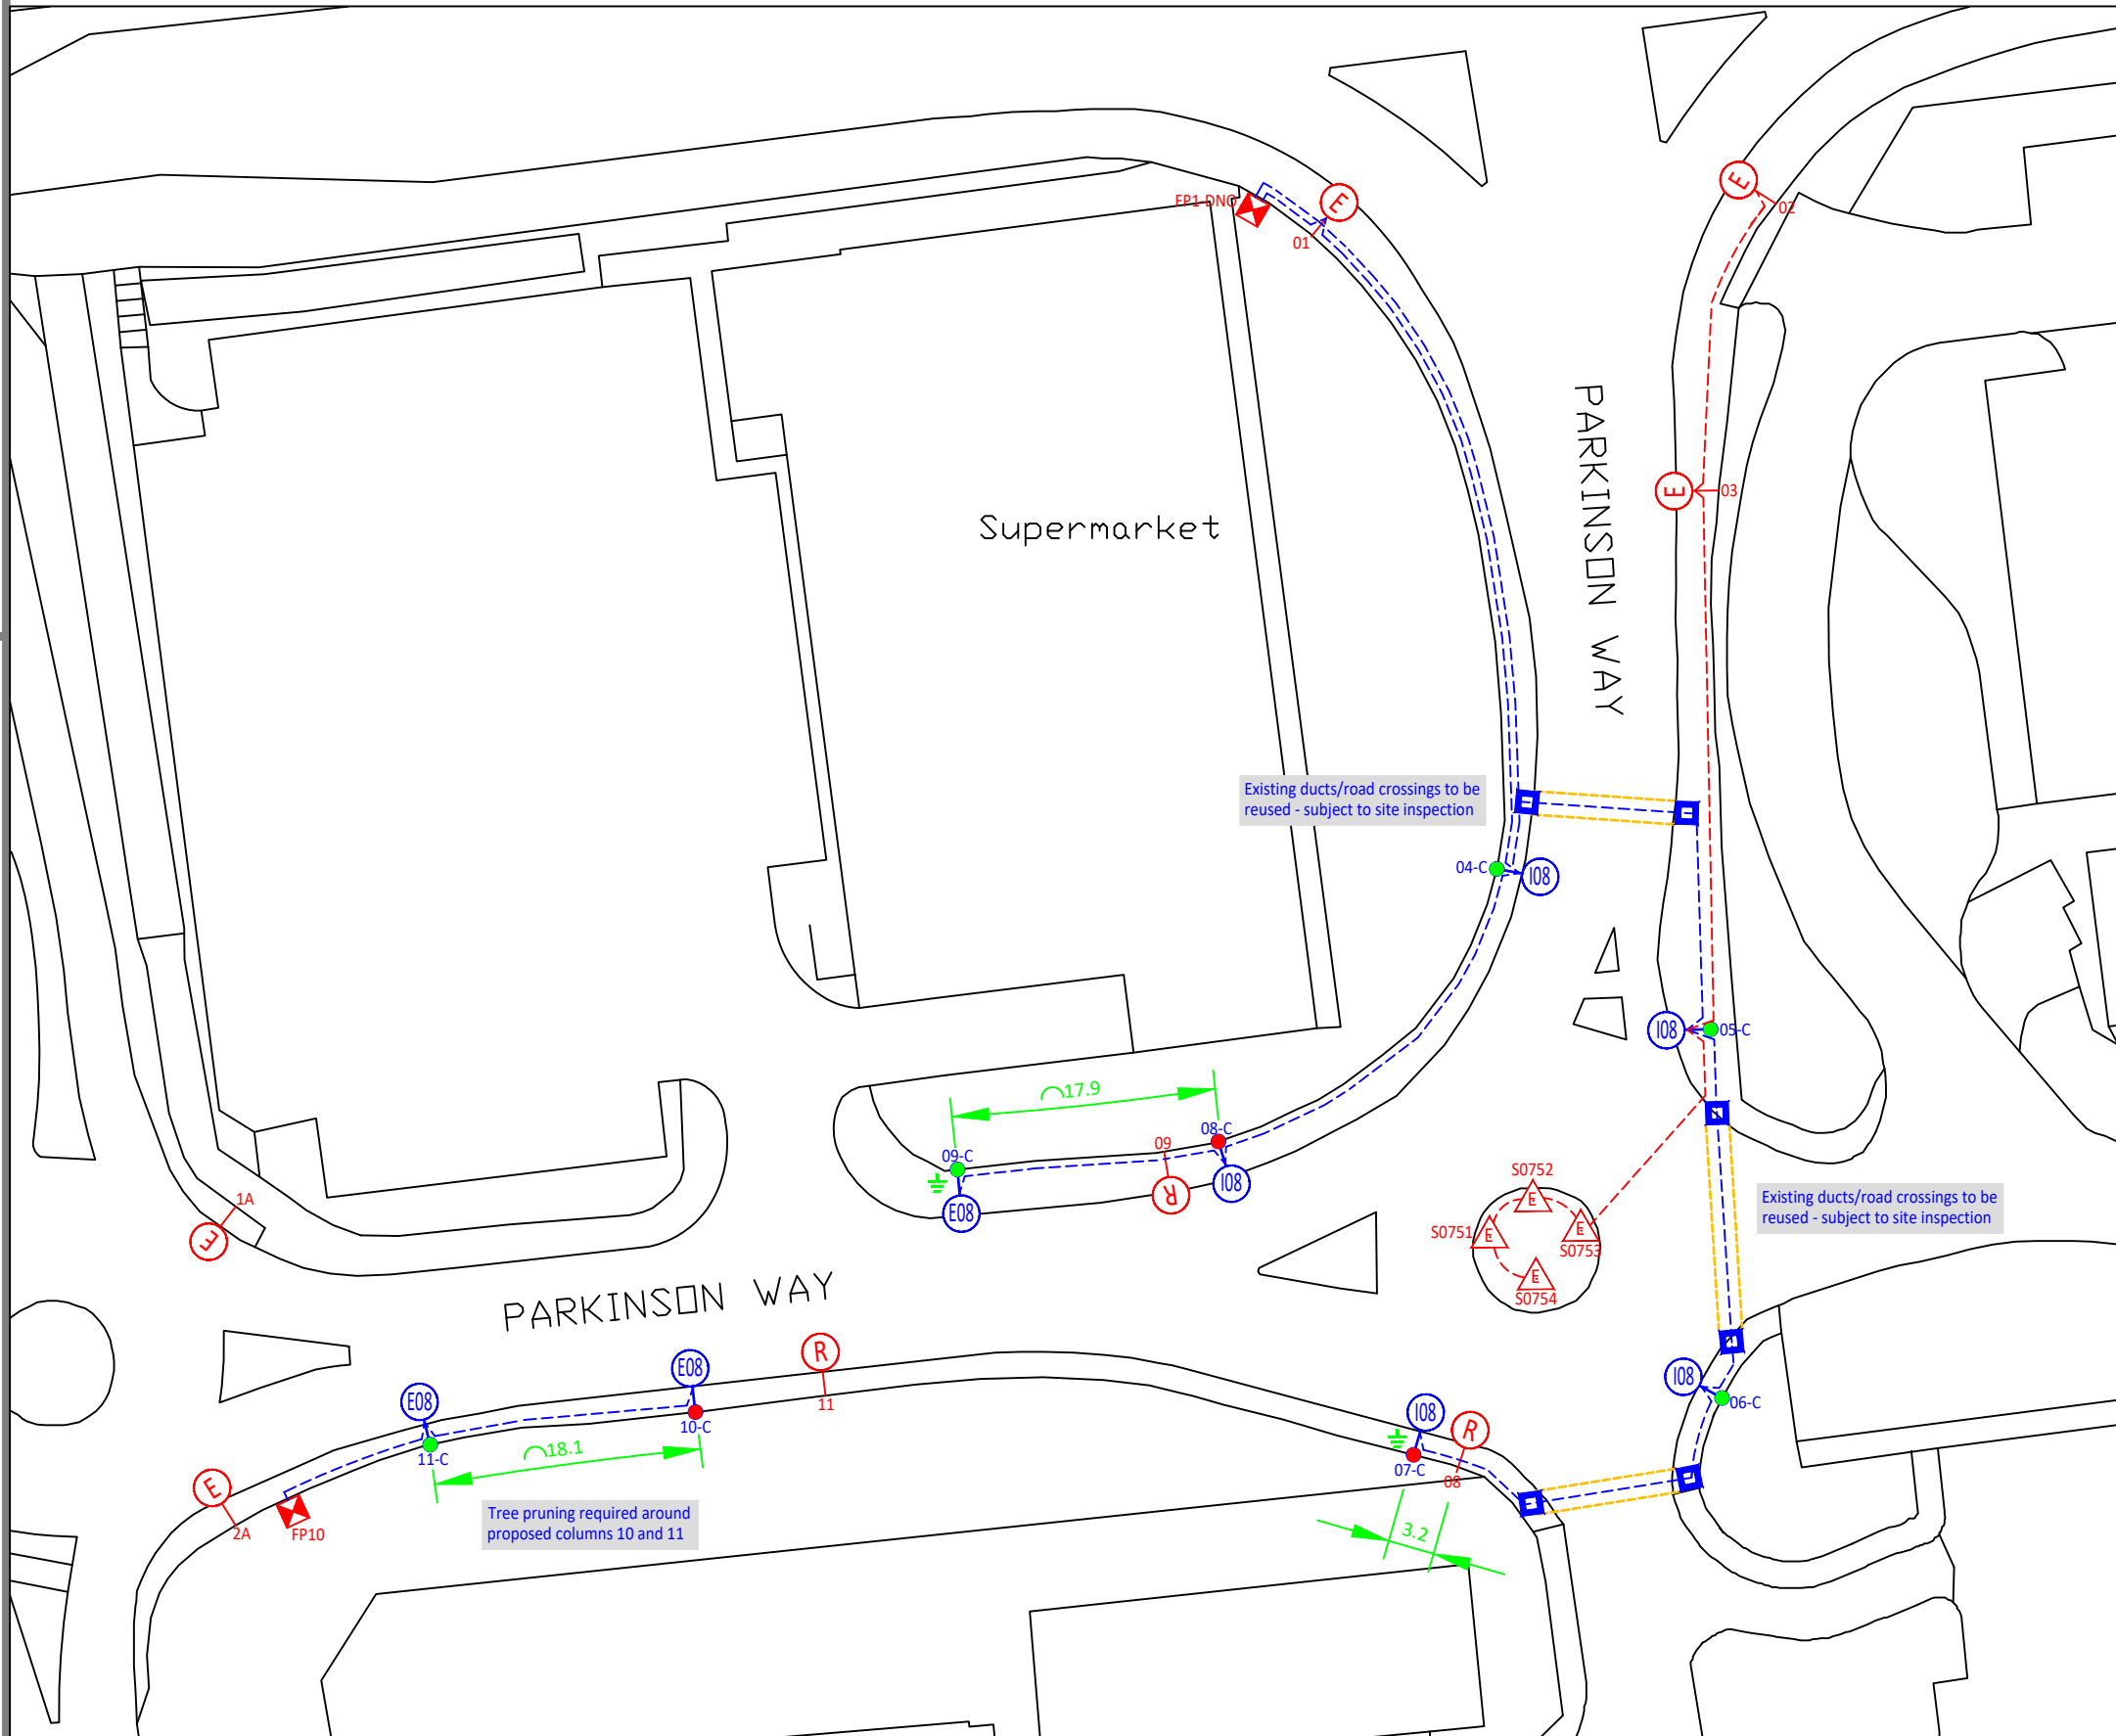 E
02
EP1-DNO
E
01
PARKINSON WAY
E
03
Supermarket
Existing ducts/road crossings to be
reused - subject to site inspection
04-C
I08
I08
05-C
17.9
08-C
09
09-C
I08
R
E08
1A
E
S0752
E
S0751
E
E
S0753
E
S0754
Existing ducts/road crossings to be
reused - subject to site inspection
PARKINSON WAY
R
11
E08
10-C
E08
11-C
18.1
I08
06-C
I08
R
07-C
08
3.2
E
2A
FP10
Tree pruning required around
proposed columns 10 and 11